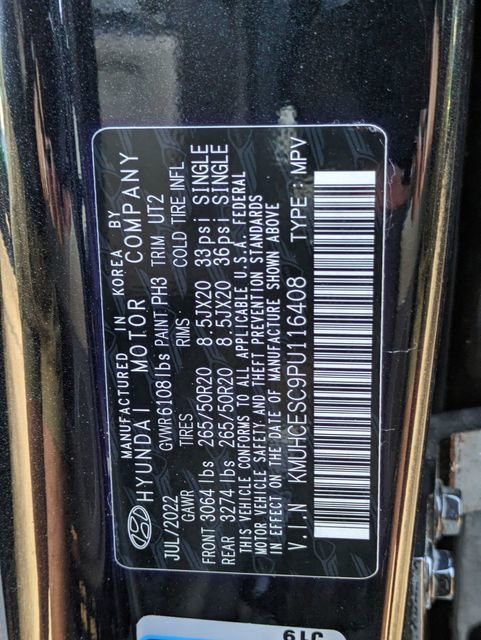 MANUFACTURED IN KOREA BY
HYUNDAI MOTOR COMPANY
JUL/2022 GVWR6108 lbs PAINT PH3 TRIM UT2
GAWR TIRES RIMS COLD TIRE INFL
FRONT 3064 lbs 265/50R20 8.5JX20 33psi SINGLE
REAR 3274 lbs 265/50R20 8.5JX20 36psi SINGLE
THIS VEHICLE CONFORMS TO ALL APPLICABLE U.S.A. FEDERAL
MOTOR VEHICLE SAFETY AND THEFT PREVENTION STANDARDS
IN EFFECT ON THE DATE OF MANUFACTURE SHOWN ABOVE
V.I.N KMUHCESC9PU116408 TYPE: MPV
J19